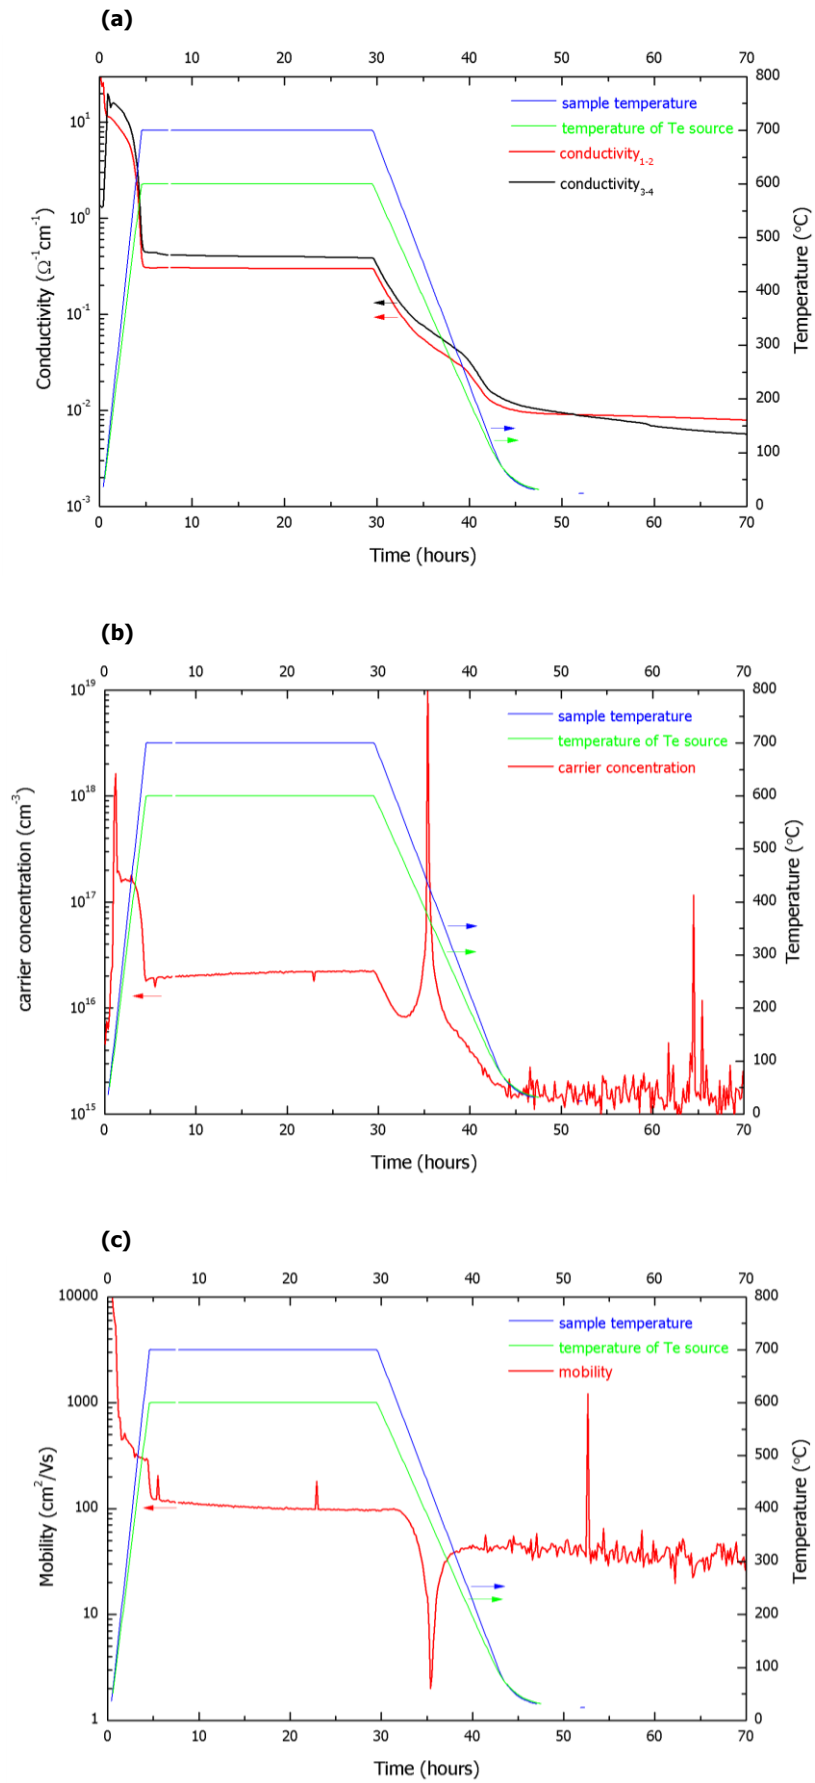 (a)
0 10 20 30 40 50 60 70
800
700
600
500
400
300
200
100
0
10¹
10⁰
10⁻¹
10⁻²
10⁻³
sample temperature
temperature of Te source
conductivity₁₋₂
conductivity₃₋₄
Conductivity (Ω⁻¹cm⁻¹)
Temperature (°C)
0 10 20 30 40 50 60 70
Time (hours)
(b)
0 10 20 30 40 50 60 70
10¹⁹
10¹⁸
10¹⁷
10¹⁶
10¹⁵
800
700
600
500
400
300
200
100
0
sample temperature
temperature of Te source
carrier concentration
carrier concentration (cm⁻³)
Temperature (°C)
0 10 20 30 40 50 60 70
Time (hours)
(c)
0 10 20 30 40 50 60 70
10000
1000
100
10
1
800
700
600
500
400
300
200
100
0
sample temperature
temperature of Te source
mobility
Mobility (cm²/Vs)
Temperature (°C)
0 10 20 30 40 50 60 70
Time (hours)